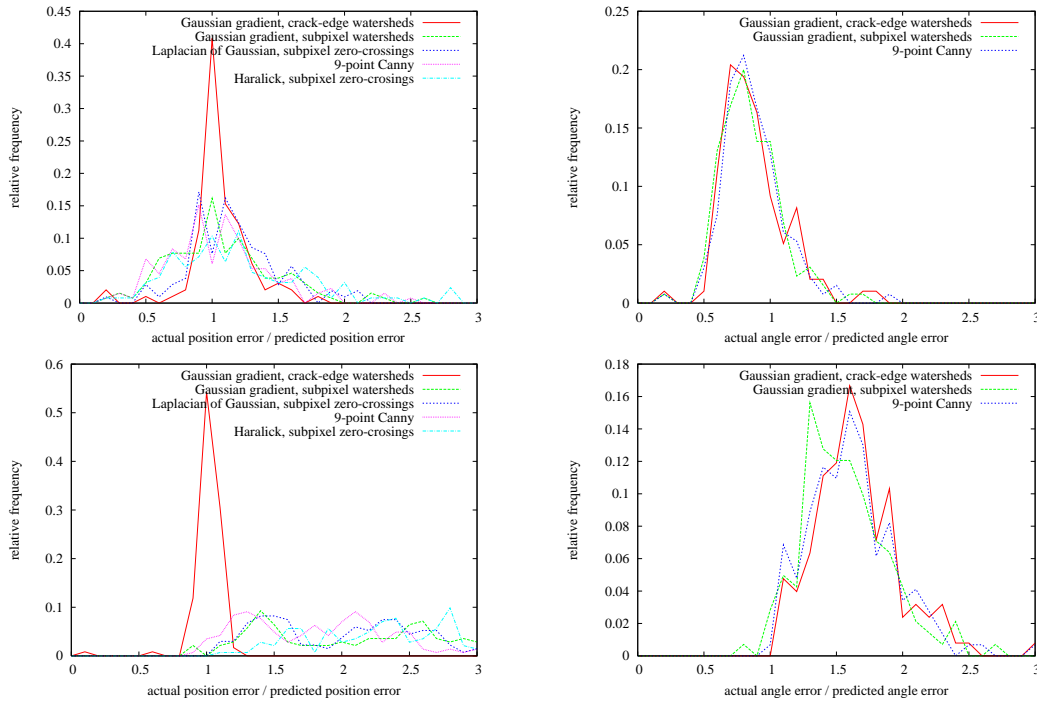 Gaussian gradient, crack-edge watersheds
Gaussian gradient, subpixel watersheds
Laplacian of Gaussian, subpixel zero-crossings
9-point Canny
Haralick, subpixel zero-crosings
relative frequency
0.45
0.4
0.35
0.3
0.25
0.2
0.15
0.1
0.05
0
0 0.5 1 1.5 2 2.5 3
actual position error / predicted position error
Gaussian gradient, crack-edge watersheds
Gaussian gradient, subpixel watersheds
9-point Canny
relative frequency
0.25
0.2
0.15
0.1
0.05
0
0 0.5 1 1.5 2 2.5 3
actual angle error / predicted angle error
Gaussian gradient, crack-edge watersheds
Gaussian gradient, subpixel watersheds
Laplacian of Gaussian, subpixel zero-crossings
9-point Canny
Haralick, subpixel zero-crosings
relative frequency
0.6
0.5
0.4
0.3
0.2
0.1
0
0 0.5 1 1.5 2 2.5 3
actual position error / predicted position error
Gaussian gradient, crack-edge watersheds
Gaussian gradient, subpixel watersheds
9-point Canny
relative frequency
0.18
0.16
0.14
0.12
0.1
0.08
0.06
0.04
0.02
0
0 0.5 1 1.5 2 2.5 3
actual angle error / predicted angle error